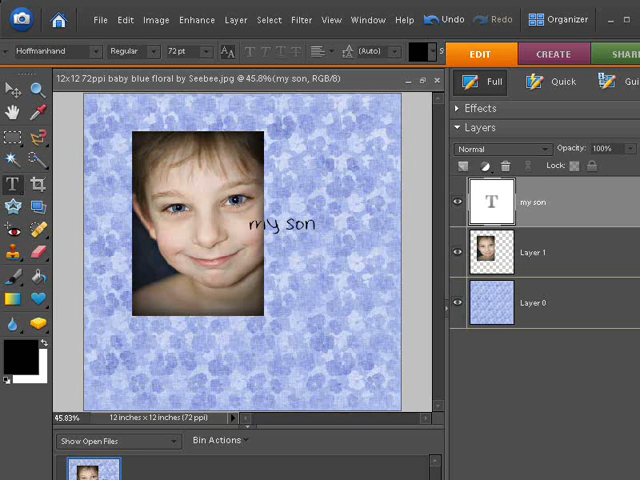 File Edit Image Enhance Layer Select Filter View Window Help Undo Redo Organizer
Hoffmanhand Regular 72 pt (Auto)
EDIT CREATE SHAR
12x12 72ppi baby blue floral by Seebee.jpg @ 45.8% (my son, RGB/8)
Full Quick Gui
Effects
Layers
Normal Opacity: 100%
Lock:
T my son
my son
Layer 1
Layer 0
45.83% 12 inches x 12 inches (72 ppi)
Show Open Files Bin Actions